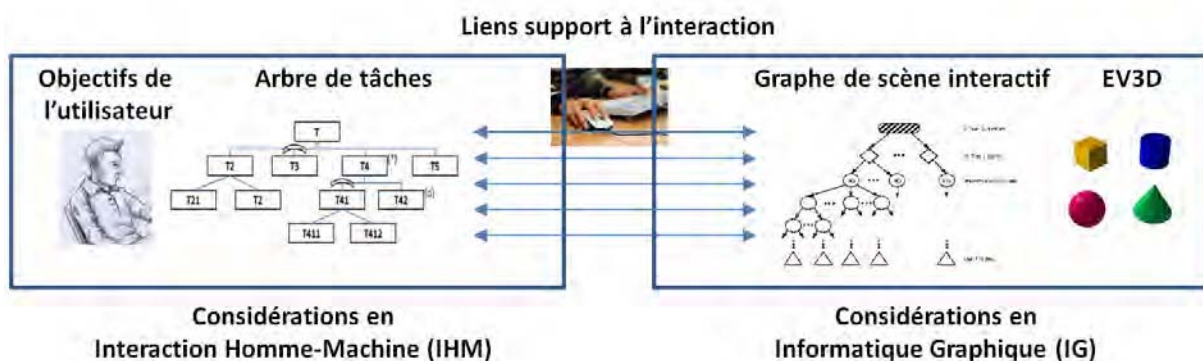 Liens support à l'interaction
Objectifs de l'utilisateur
Arbre de tâches
T
T2 T3 T4 T5
T21 T2 T41 T42
T411 T412
Graphe de scène interactif
EV3D
Considérations en
Interaction Homme-Machine (IHM)
Considérations en
Informatique Graphique (IG)